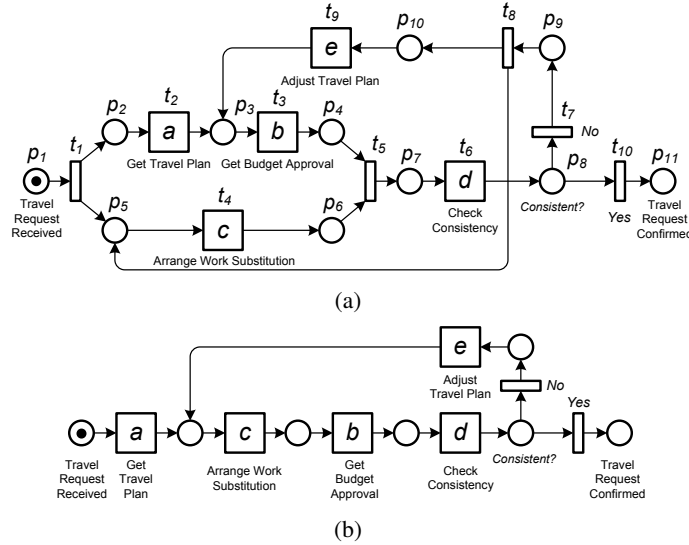 t9
p10
t8
p9
e
Adjust Travel Plan
p2
t2
p3
t3
p4
t7
No
a
b
t1
Get Travel Plan
Get Budget Approval
t5
p7
t6
p8
t10
p11
p1
d
Travel
Request
Received
p5
t4
p6
c
Check
Consistency
Consistent?
Yes
Travel
Request
Confirmed
Arrange Work Substitution
(a)
e
Adjust
Travel Plan
No
Yes
a
c
b
d
Travel
Request
Received
Get
Travel
Plan
Arrange Work
Substitution
Get
Budget
Approval
Check
Consistency
Consistent?
Travel
Request
Confirmed
(b)